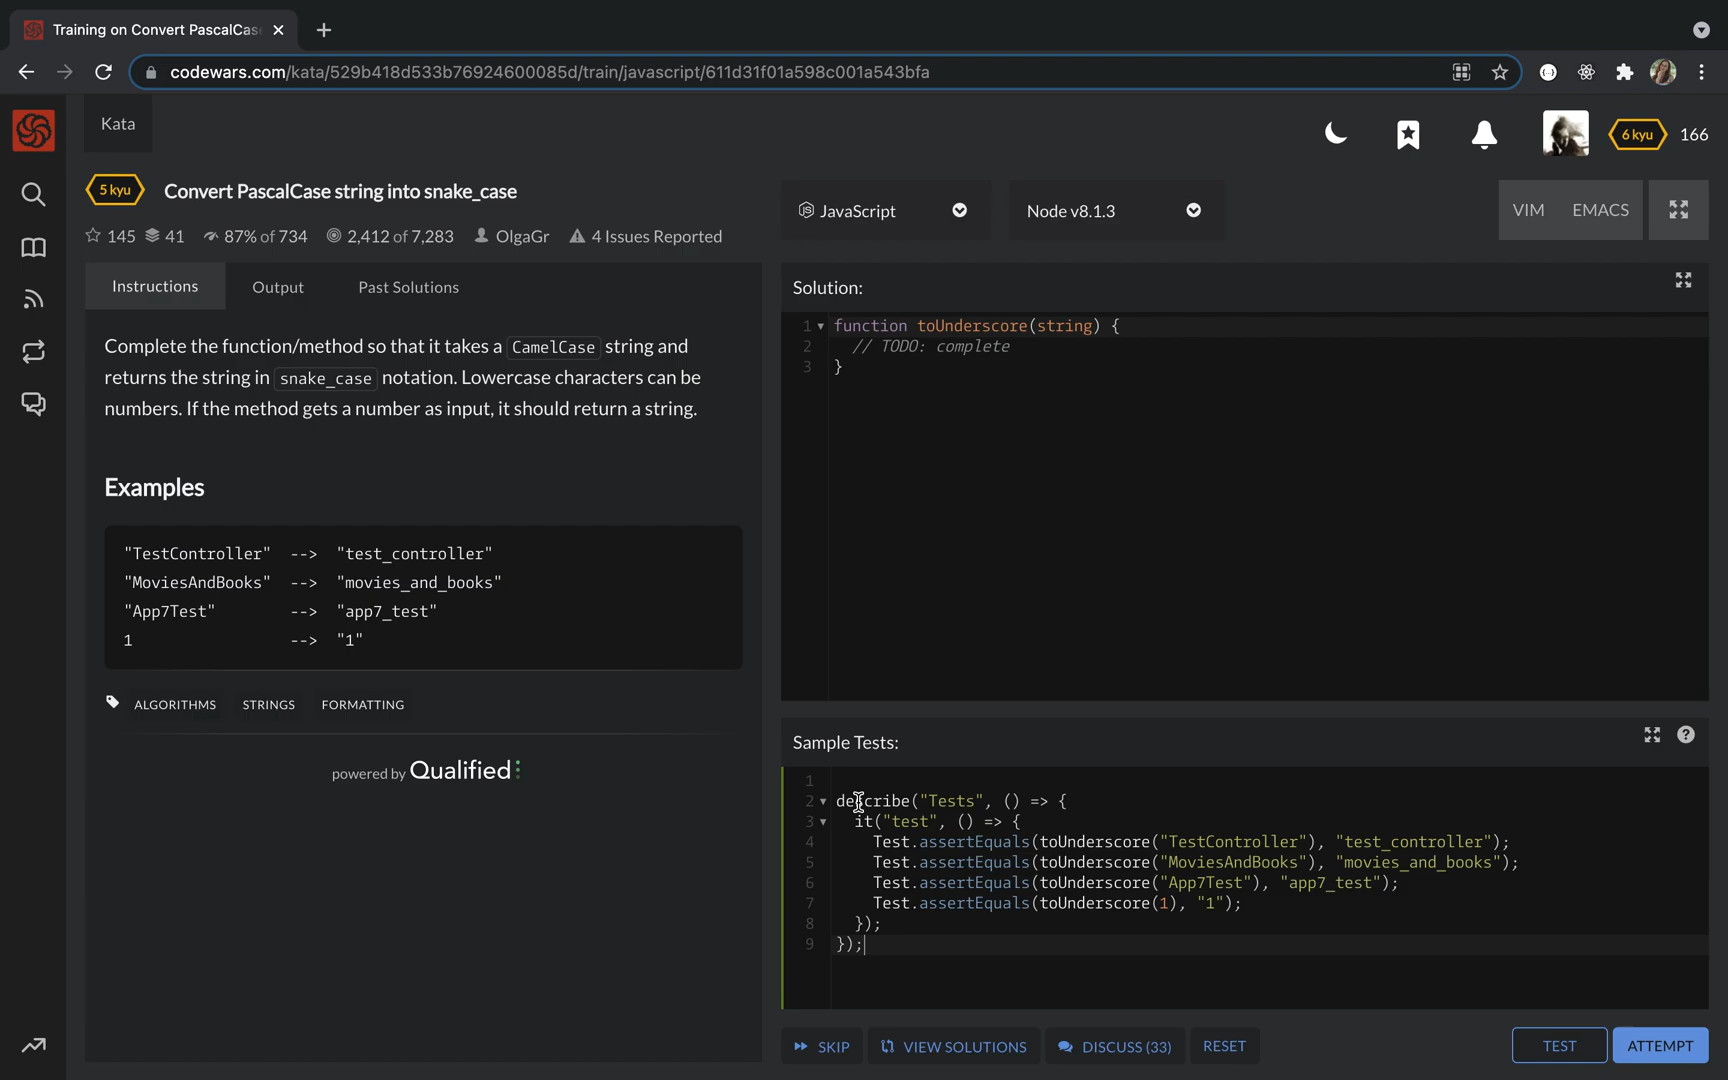 Training on Convert PascalCas
codewars.com/kata/529b418d533b76924600085d/train/javascript/611d31f01a598c001a543bfa
Kata
6 kyu 166
5 kyu Convert PascalCase string into snake_case
145 41 87% of 734 2,412 of 7,283 OlgaGr 4 Issues Reported
JavaScript Node v8.1.3 VIM EMACS
Instructions Output Past Solutions
Complete the function/method so that it takes a CamelCase string and
returns the string in snake_case notation. Lowercase characters can be
numbers. If the method gets a number as input, it should return a string.
Examples
"TestController" --> "test_controller"
"MoviesAndBooks" --> "movies_and_books"
"App7Test" --> "app7_test"
1 --> "1"
ALGORITHMS STRINGS FORMATTING
powered by Qualified
Solution:
1 function toUnderscore(string) {
2 // TODO: complete
3 }
Sample Tests:
1
2 describe("Tests", () => {
3 it("test", () => {
4 Test.assertEquals(toUnderscore("TestController"), "test_controller");
5 Test.assertEquals(toUnderscore("MoviesAndBooks"), "movies_and_books");
6 Test.assertEquals(toUnderscore("App7Test"), "app7_test");
7 Test.assertEquals(toUnderscore(1), "1");
8 });
9 });
SKIP VIEW SOLUTIONS DISCUSS (33) RESET TEST ATTEMPT